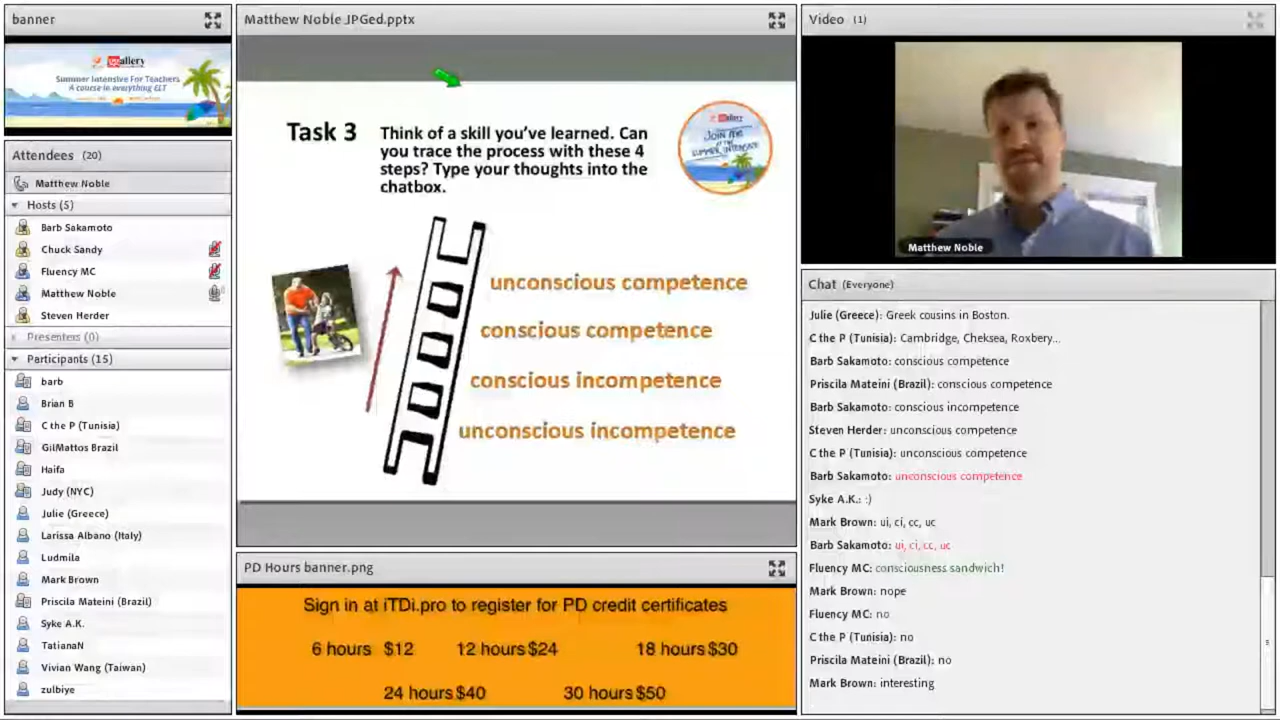 banner
allery
Summer Intensive For Teachers
A course in everything ELT
Attendees (20)
Matthew Noble
Hosts (5)
Barb Sakamoto
Chuck Sandy
Fluency MC
Matthew Noble
Steven Herder
Presenters (0)
Participants (15)
barb
Brian B
C the P (Tunisia)
GilMattos Brazil
Haifa
Judy (NYC)
Julie (Greece)
Larissa Albano (Italy)
Ludmila
Mark Brown
Priscila Mateini (Brazil)
Syke A.K.
TatianaN
Vivian Wang (Taiwan)
zulbiye
Matthew Noble JPGed.pptx
Task 3
Think of a skill you've learned. Can
you trace the process with these 4
steps? Type your thoughts into the
chatbox.
JOIN ME
AT THE
SUMMER INTENSIVE
unconscious competence
conscious competence
conscious incompetence
unconscious incompetence
PD Hours banner.png
Sign in at iTDi.pro to register for PD credit certificates
6 hours $12 12 hours $24 18 hours $30
24 hours $40 30 hours $50
Video (1)
Matthew Noble
Chat (Everyone)
Julie (Greece): Greek cousins in Boston.
C the P (Tunisia): Cambridge, Cheksea, Roxbery...
Barb Sakamoto: conscious competence
Priscila Mateini (Brazil): conscious competence
Barb Sakamoto: conscious incompetence
Steven Herder: unconscious competence
C the P (Tunisia): unconscious competence
Barb Sakamoto: unconscious competence
Syke A.K.: :)
Mark Brown: ui, ci, cc, uc
Barb Sakamoto: ui, ci, cc, uc
Fluency MC: consciousness sandwich!
Mark Brown: nope
Fluency MC: no
C the P (Tunisia): no
Priscila Mateini (Brazil): no
Mark Brown: interesting